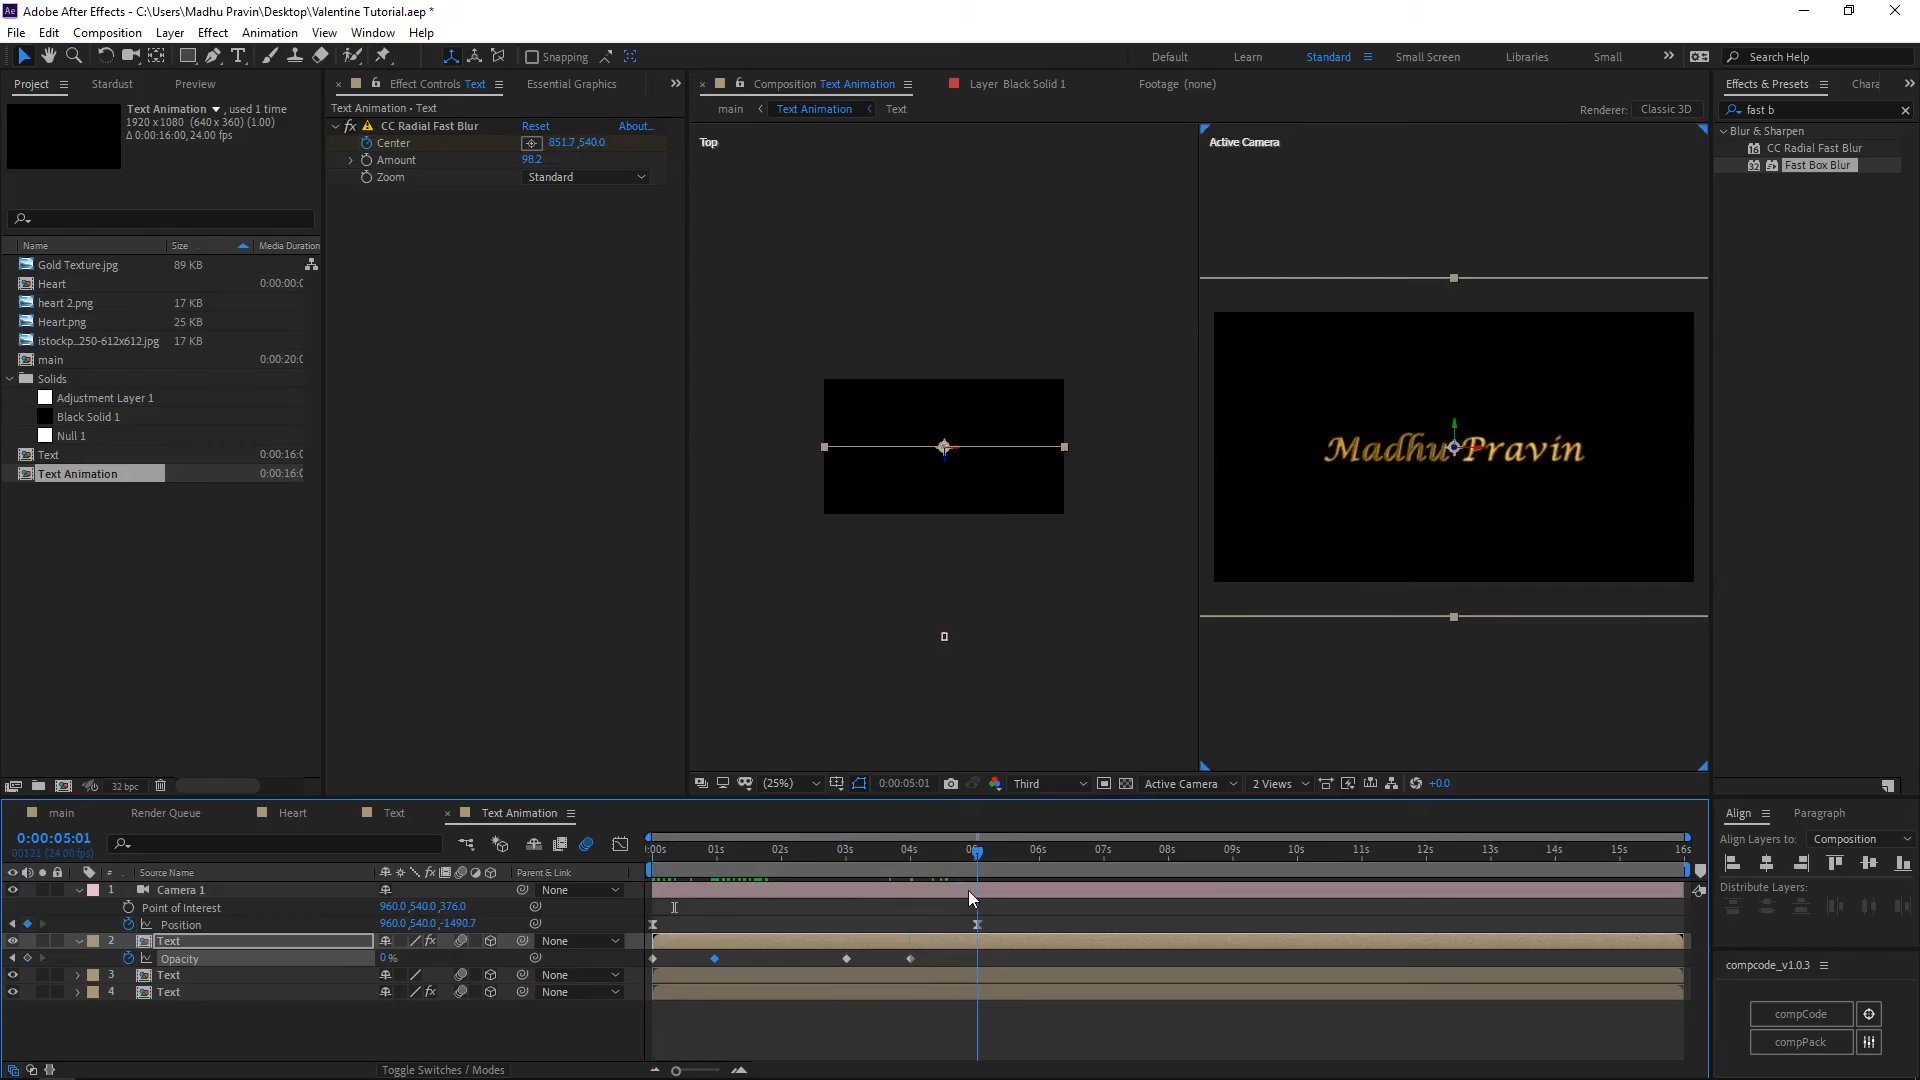 Adobe After Effects - C:\Users\Madhu Pravin\Desktop\Valentine Tutorial.aep *
File Edit Composition Layer Effect Animation View Window Help
Snapping
Default Learn Standard Small Screen Libraries Small Search Help
Project Stardust Preview
Effect Controls Text Essential Graphics
Composition Text Animation Layer Black Solid 1 Footage (none)
Effects & Presets Chara
Text Animation , used 1 time
1920 x 1080 (640 x 360) (1.00)
Δ 0:00:16:00, 24.00 fps
Text Animation • Text
CC Radial Fast Blur Reset About...
Center 851.7,540.0
Amount 98.2
Zoom Standard
main Text Animation Text
Renderer: Classic 3D
fast b
Blur & Sharpen
CC Radial Fast Blur
Fast Box Blur
Top
Active Camera
Madhu Pravin
Name Size Media Duration
Gold Texture.jpg 89 KB
Heart 0:00:00:0
heart 2.png 17 KB
Heart.png 25 KB
istockp...250-612x612.jpg 17 KB
main 0:00:20:0
Solids
Adjustment Layer 1
Black Solid 1
Null 1
Text 0:00:16:0
Text Animation 0:00:16:0
32 bpc
(25%) 0:00:05:01 Third Active Camera 2 Views +0.0
main Render Queue Heart Text Text Animation
0:00:05:01
00121 (24.00 fps)
:00s 01s 02s 03s 04s 06s 07s 08s 09s 10s 11s 12s 13s 14s 15s 16s
# Source Name Parent & Link
1 Camera 1 None
Point of Interest 960.0,540.0,376.0
Position 960.0,540.0,-1490.7
2 Text None
Opacity 0 %
3 Text None
4 Text None
Toggle Switches / Modes
Align Paragraph
Align Layers to: Composition
Distribute Layers:
compcode_v1.0.3
compCode
compPack